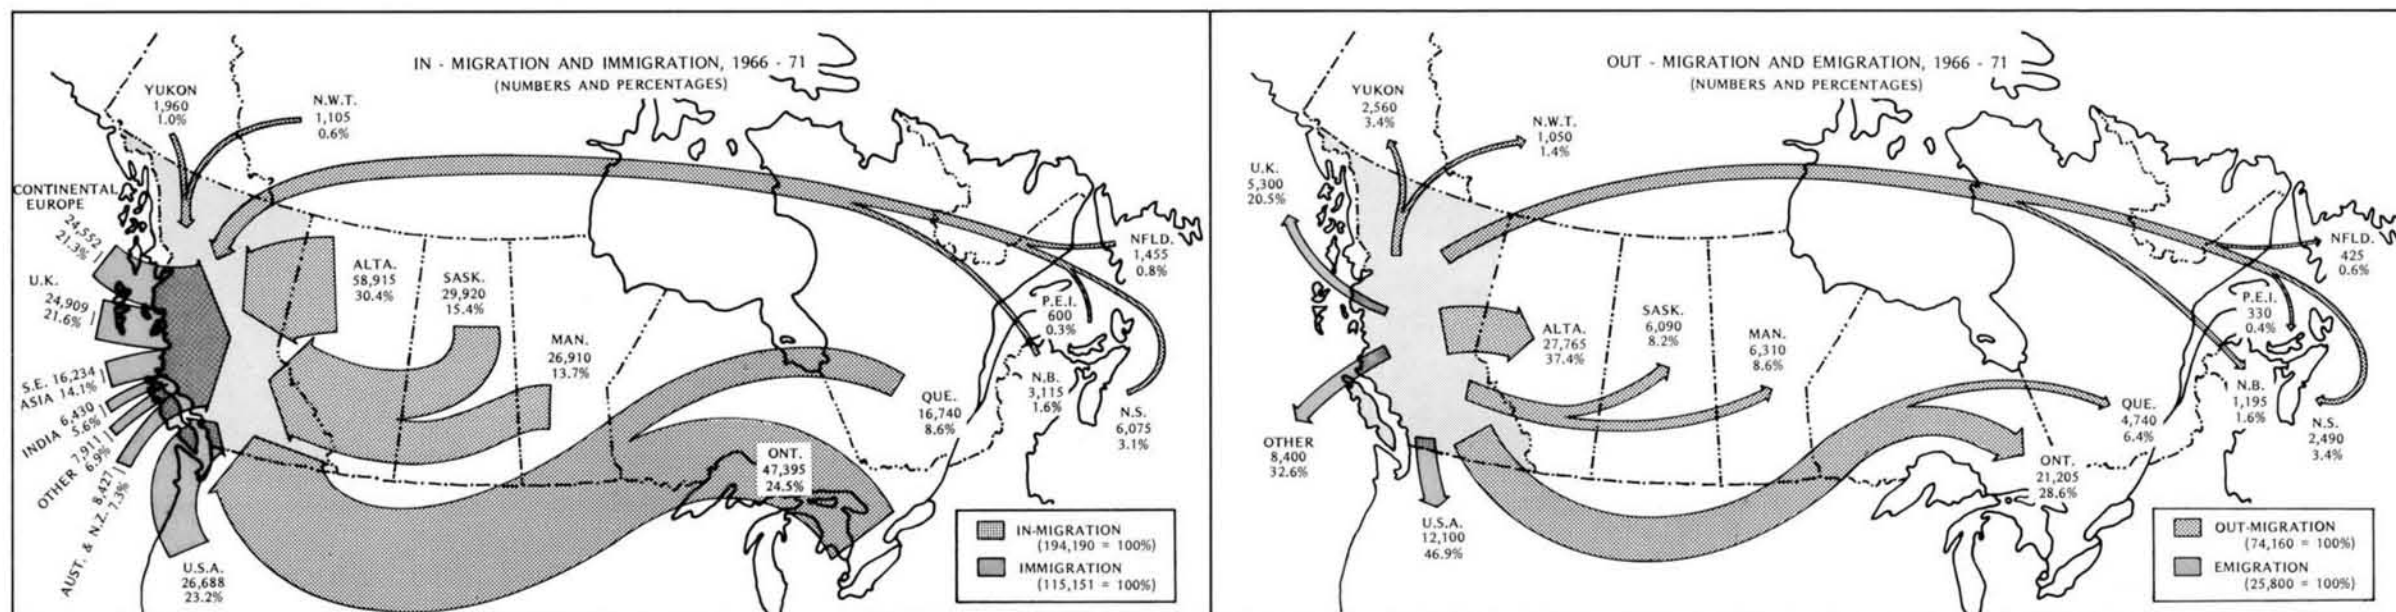 IN - MIGRATION AND IMMIGRATION, 1966 - 71
(NUMBERS AND PERCENTAGES)
YUKON
1,960
1.0%
N.W.T.
1,105
0.6%
CONTINENTAL
EUROPE
24,552
21.3%
U.K.
24,909
21.6%
S.E. 16,234
ASIA 14.1%
INDIA 6,430
5.6%
OTHER 7,911
6.9%
AUST. & N.Z. 8,427
7.3%
U.S.A.
26,688
23.2%
ALTA.
58,915
30.4%
SASK.
29,920
15.4%
MAN.
26,910
13.7%
ONT.
47,395
24.5%
QUE.
16,740
8.6%
NFLD.
1,455
0.8%
P.E.I.
600
0.3%
N.B.
3,115
1.6%
N.S.
6,075
3.1%
IN-MIGRATION
(194,190 = 100%)
IMMIGRATION
(115,151 = 100%)
OUT - MIGRATION AND EMIGRATION, 1966 - 71
(NUMBERS AND PERCENTAGES)
YUKON
2,560
3.4%
N.W.T.
1,050
1.4%
U.K.
5,300
20.5%
OTHER
8,400
32.6%
U.S.A.
12,100
46.9%
ALTA.
27,765
37.4%
SASK.
6,090
8.2%
MAN.
6,310
8.6%
ONT.
21,205
28.6%
QUE.
4,740
6.4%
NFLD.
425
0.6%
P.E.I.
330
0.4%
N.B.
1,195
1.6%
N.S.
2,490
3.4%
OUT-MIGRATION
(74,160 = 100%)
EMIGRATION
(25,800 = 100%)